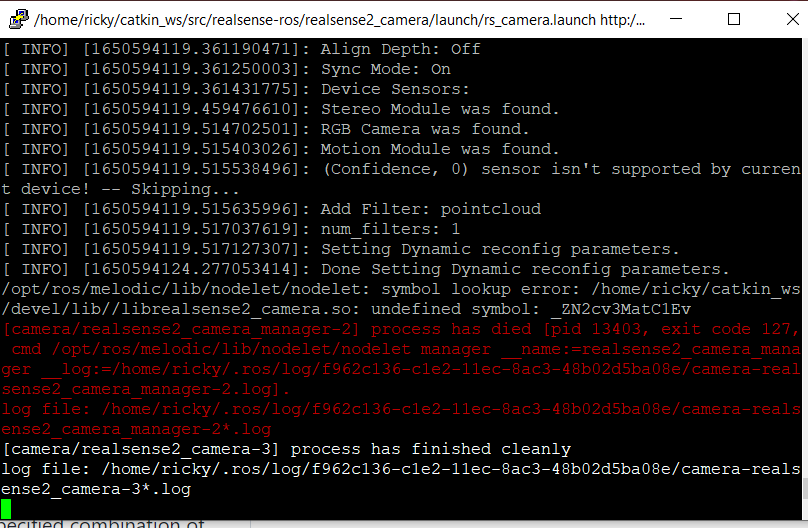 /home/ricky/catkin_ws/src/realsense-ros/realsense2_camera/launch/rs_camera.launch http:/...
[ INFO] [1650594119.361190471]: Align Depth: Off
[ INFO] [1650594119.361250003]: Sync Mode: On
[ INFO] [1650594119.361431775]: Device Sensors:
[ INFO] [1650594119.459476610]: Stereo Module was found.
[ INFO] [1650594119.514702501]: RGB Camera was found.
[ INFO] [1650594119.515403026]: Motion Module was found.
[ INFO] [1650594119.515538496]: (Confidence, 0) sensor isn't supported by curren
t device! -- Skipping...
[ INFO] [1650594119.515635996]: Add Filter: pointcloud
[ INFO] [1650594119.517037619]: num_filters: 1
[ INFO] [1650594119.517127307]: Setting Dynamic reconfig parameters.
[ INFO] [1650594124.277053414]: Done Setting Dynamic reconfig parameters.
/opt/ros/melodic/lib/nodelet/nodelet: symbol lookup error: /home/ricky/catkin_ws
/devel/lib//librealsense2_camera.so: undefined symbol: _ZN2cv3MatC1Ev
[camera/realsense2_camera_manager-2] process has died [pid 13403, exit code 127,
 cmd /opt/ros/melodic/lib/nodelet/nodelet manager __name:=realsense2_camera_mana
ger __log:=/home/ricky/.ros/log/f962c136-c1e2-11ec-8ac3-48b02d5ba08e/camera-real
sense2_camera_manager-2.log].
log file: /home/ricky/.ros/log/f962c136-c1e2-11ec-8ac3-48b02d5ba08e/camera-reals
ense2_camera_manager-2*.log
[camera/realsense2_camera-3] process has finished cleanly
log file: /home/ricky/.ros/log/f962c136-c1e2-11ec-8ac3-48b02d5ba08e/camera-reals
ense2_camera-3*.log
pecified combination of